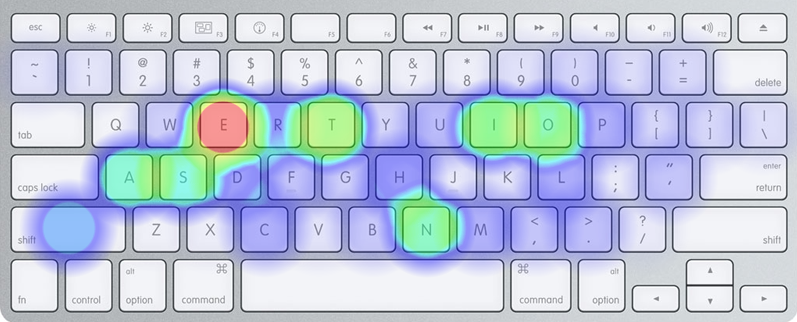 esc F1 F2 F3 F4 F5 F6 F7 F8 F9 F10 F11 F12
~ ! @ # $ % ^ & * ( ) – +
` 1 2 3 4 5 6 7 8 9 0 - = delete
{ } |
tab Q W E R T Y U I O P [ ] \
: " enter
caps lock A S D F G H J K L ; ' return
< > ?
shift Z X C V B N M , . / shift
alt ⌘ ⌘ alt
fn control option command command option